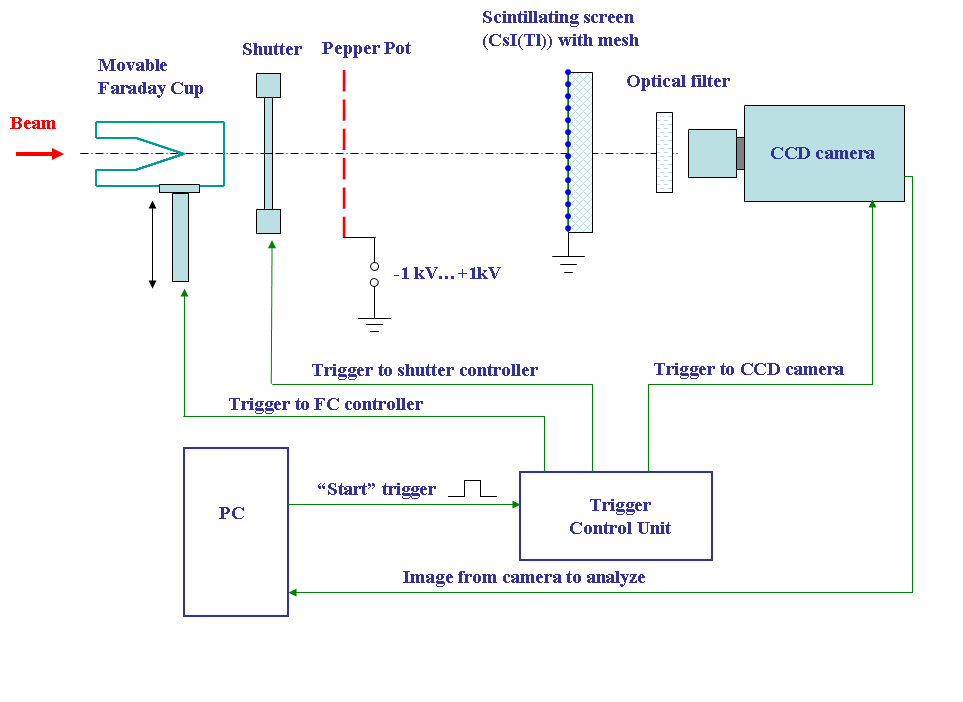 Scintillating screen
(CsI(Tl)) with mesh
Shutter
Pepper Pot
Movable
Faraday Cup
Optical filter
Beam
CCD camera
-1 kV…+1kV
Trigger to shutter controller
Trigger to CCD camera
Trigger to FC controller
“Start” trigger
PC
Trigger
Control Unit
Image from camera to analyze